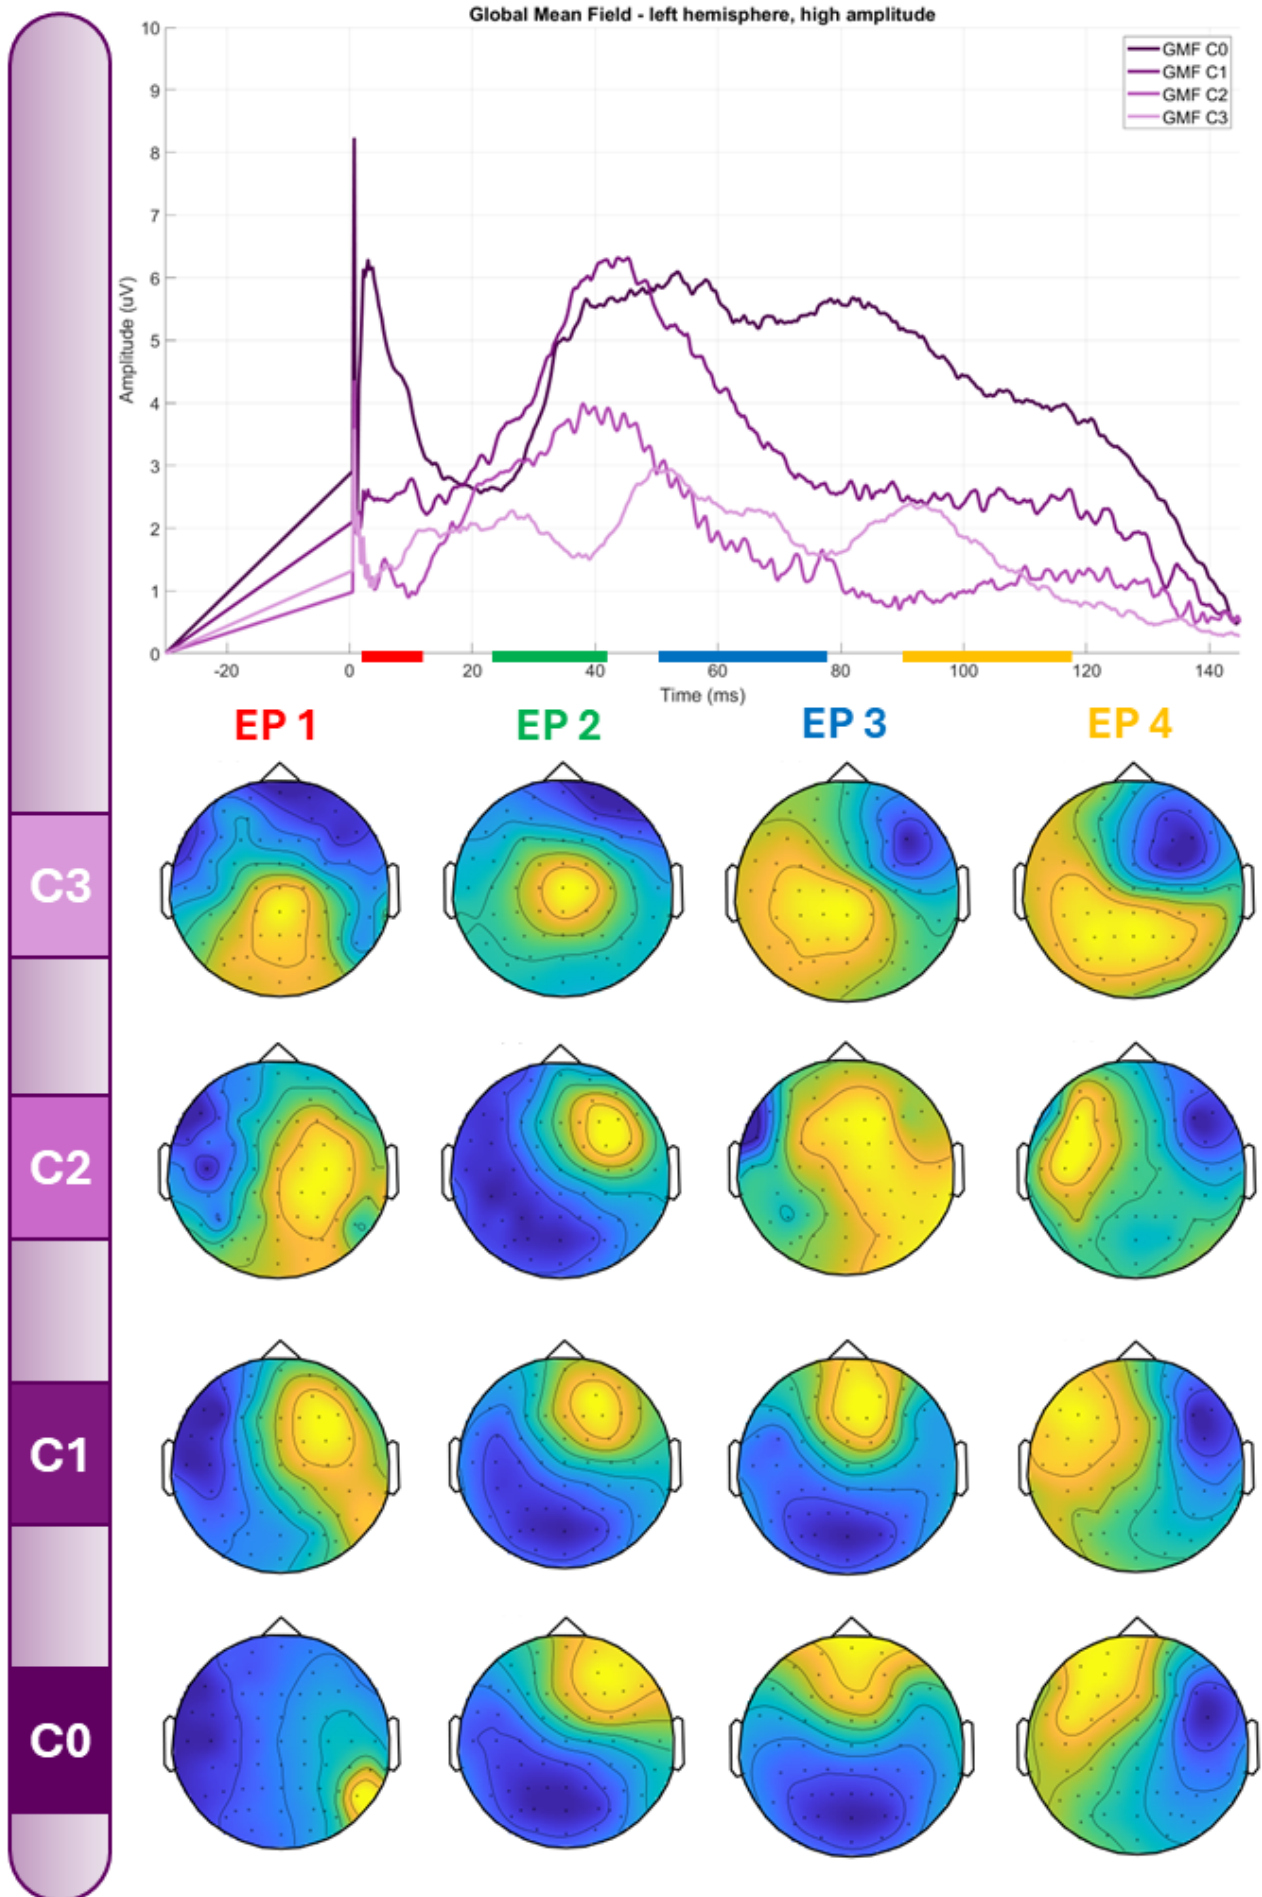 Global Mean Field - left hemisphere, high amplitude
GMF C0
GMF C1
GMF C2
GMF C3
10
9
8
7
6
5
4
3
2
1
0
Amplitude (uV)
-20 0 20 40 60 80 100 120 140
Time (ms)
EP 1 EP 2 EP 3 EP 4
C3
C2
C1
C0